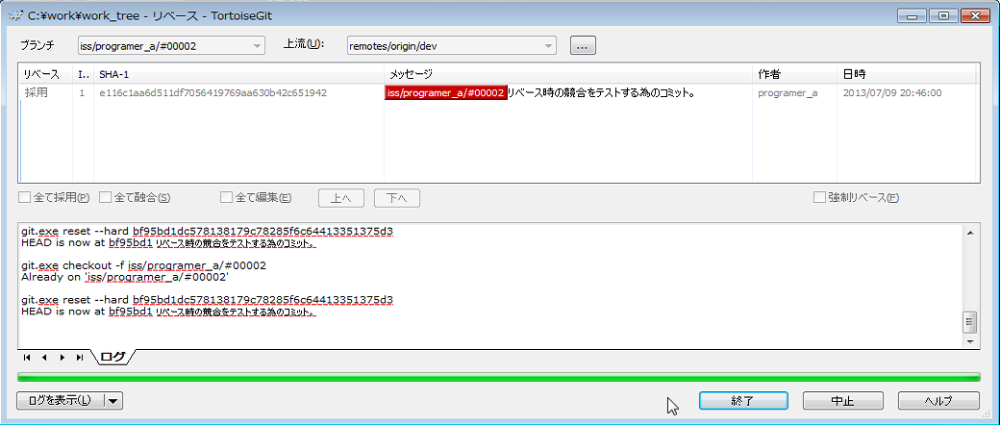 C:¥work¥work_tree - リベース - TortoiseGit
ブランチ iss/programer_a/#00002 上流(U): remotes/origin/dev ...
リベース I.. SHA-1 メッセージ 作者 日時
採用 1 e116c1aa6d511df7056419769aa630b42c651942 iss/programer_a/#00002 リベース時の競合をテストする為のコミット。 programer_a 2013/07/09 20:46:00
全て採用(P) 全て融合(S) 全て編集(E) 上へ 下へ 強制リベース(F)
git.exe reset --hard bf95bd1dc578138179c78285f6c64413351375d3
HEAD is now at bf95bd1 リベース時の競合をテストする為のコミット。
git.exe checkout -f iss/programer_a/#00002
Already on 'iss/programer_a/#00002'
git.exe reset --hard bf95bd1dc578138179c78285f6c64413351375d3
HEAD is now at bf95bd1 リベース時の競合をテストする為のコミット。
ログ
ログを表示(L) 終了 中止 ヘルプ